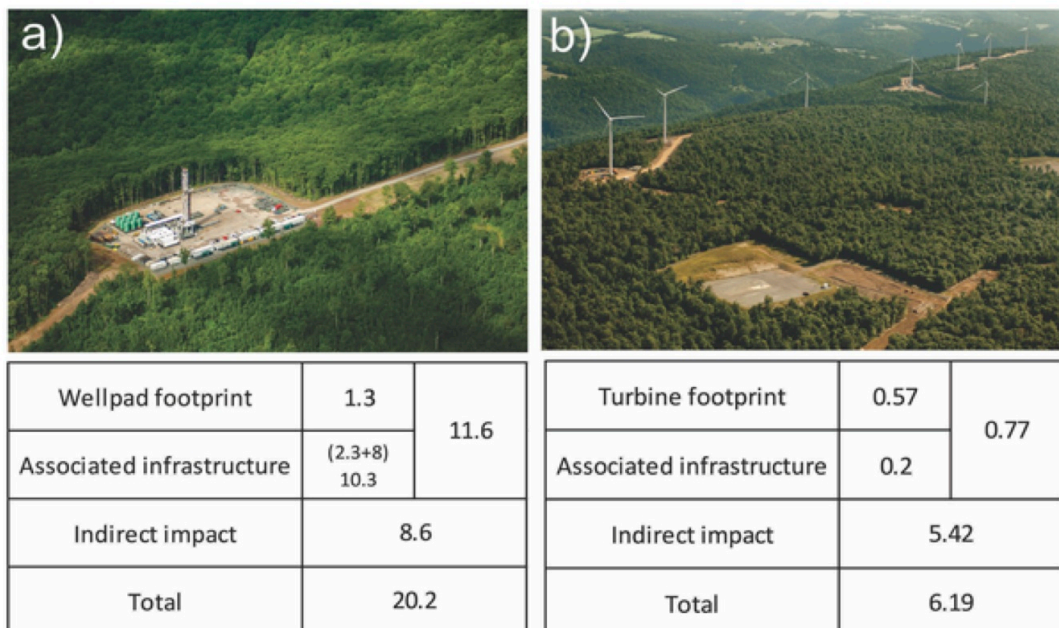 a)
b)
Wellpad footprint 1.3 11.6
Associated infrastructure (2.3+8)
10.3
Indirect impact 8.6
Total 20.2
Turbine footprint 0.57 0.77
Associated infrastructure 0.2
Indirect impact 5.42
Total 6.19